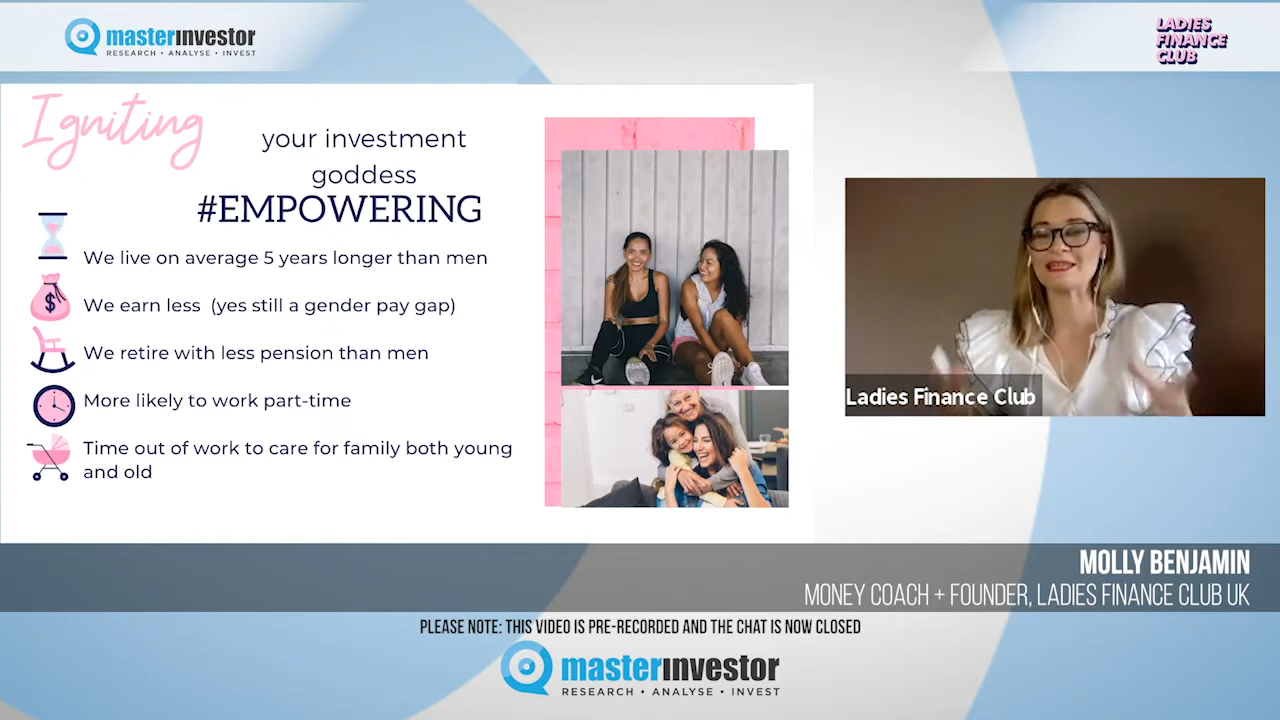 masterinvestor
RESEARCH • ANALYSE • INVEST
LADIES
FINANCE
CLUB
Igniting
your investment
goddess
#EMPOWERING
We live on average 5 years longer than men
$
We earn less (yes still a gender pay gap)
We retire with less pension than men
More likely to work part-time
Time out of work to care for family both young
and old
Ladies Finance Club
MOLLY BENJAMIN
MONEY COACH + FOUNDER, LADIES FINANCE CLUB UK
PLEASE NOTE: THIS VIDEO IS PRE-RECORDED AND THE CHAT IS NOW CLOSED
masterinvestor
RESEARCH • ANALYSE • INVEST